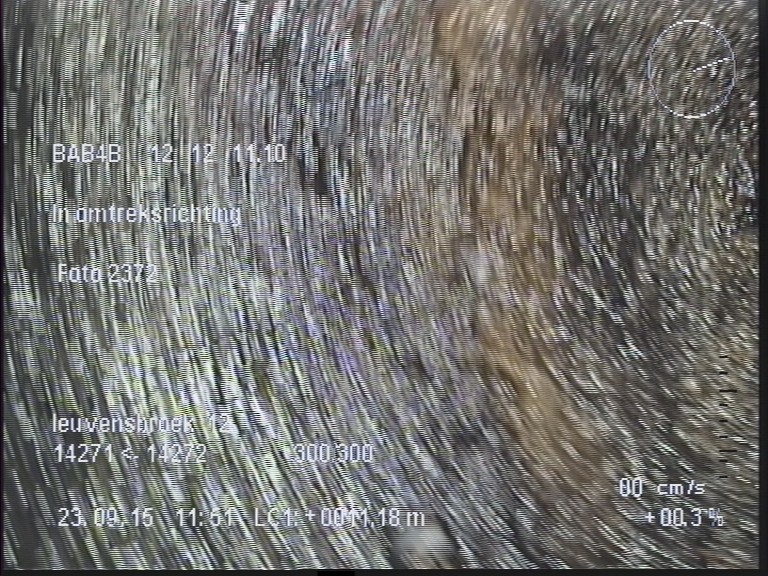 BAB4B 12 12 11.10
In omtreksrichting
Foto 2372
leuvensbroek 12
14271 <- 14272 300 300
00 cm/s
23.09.15 11:51 LC1:+0011,18 m +00,3%